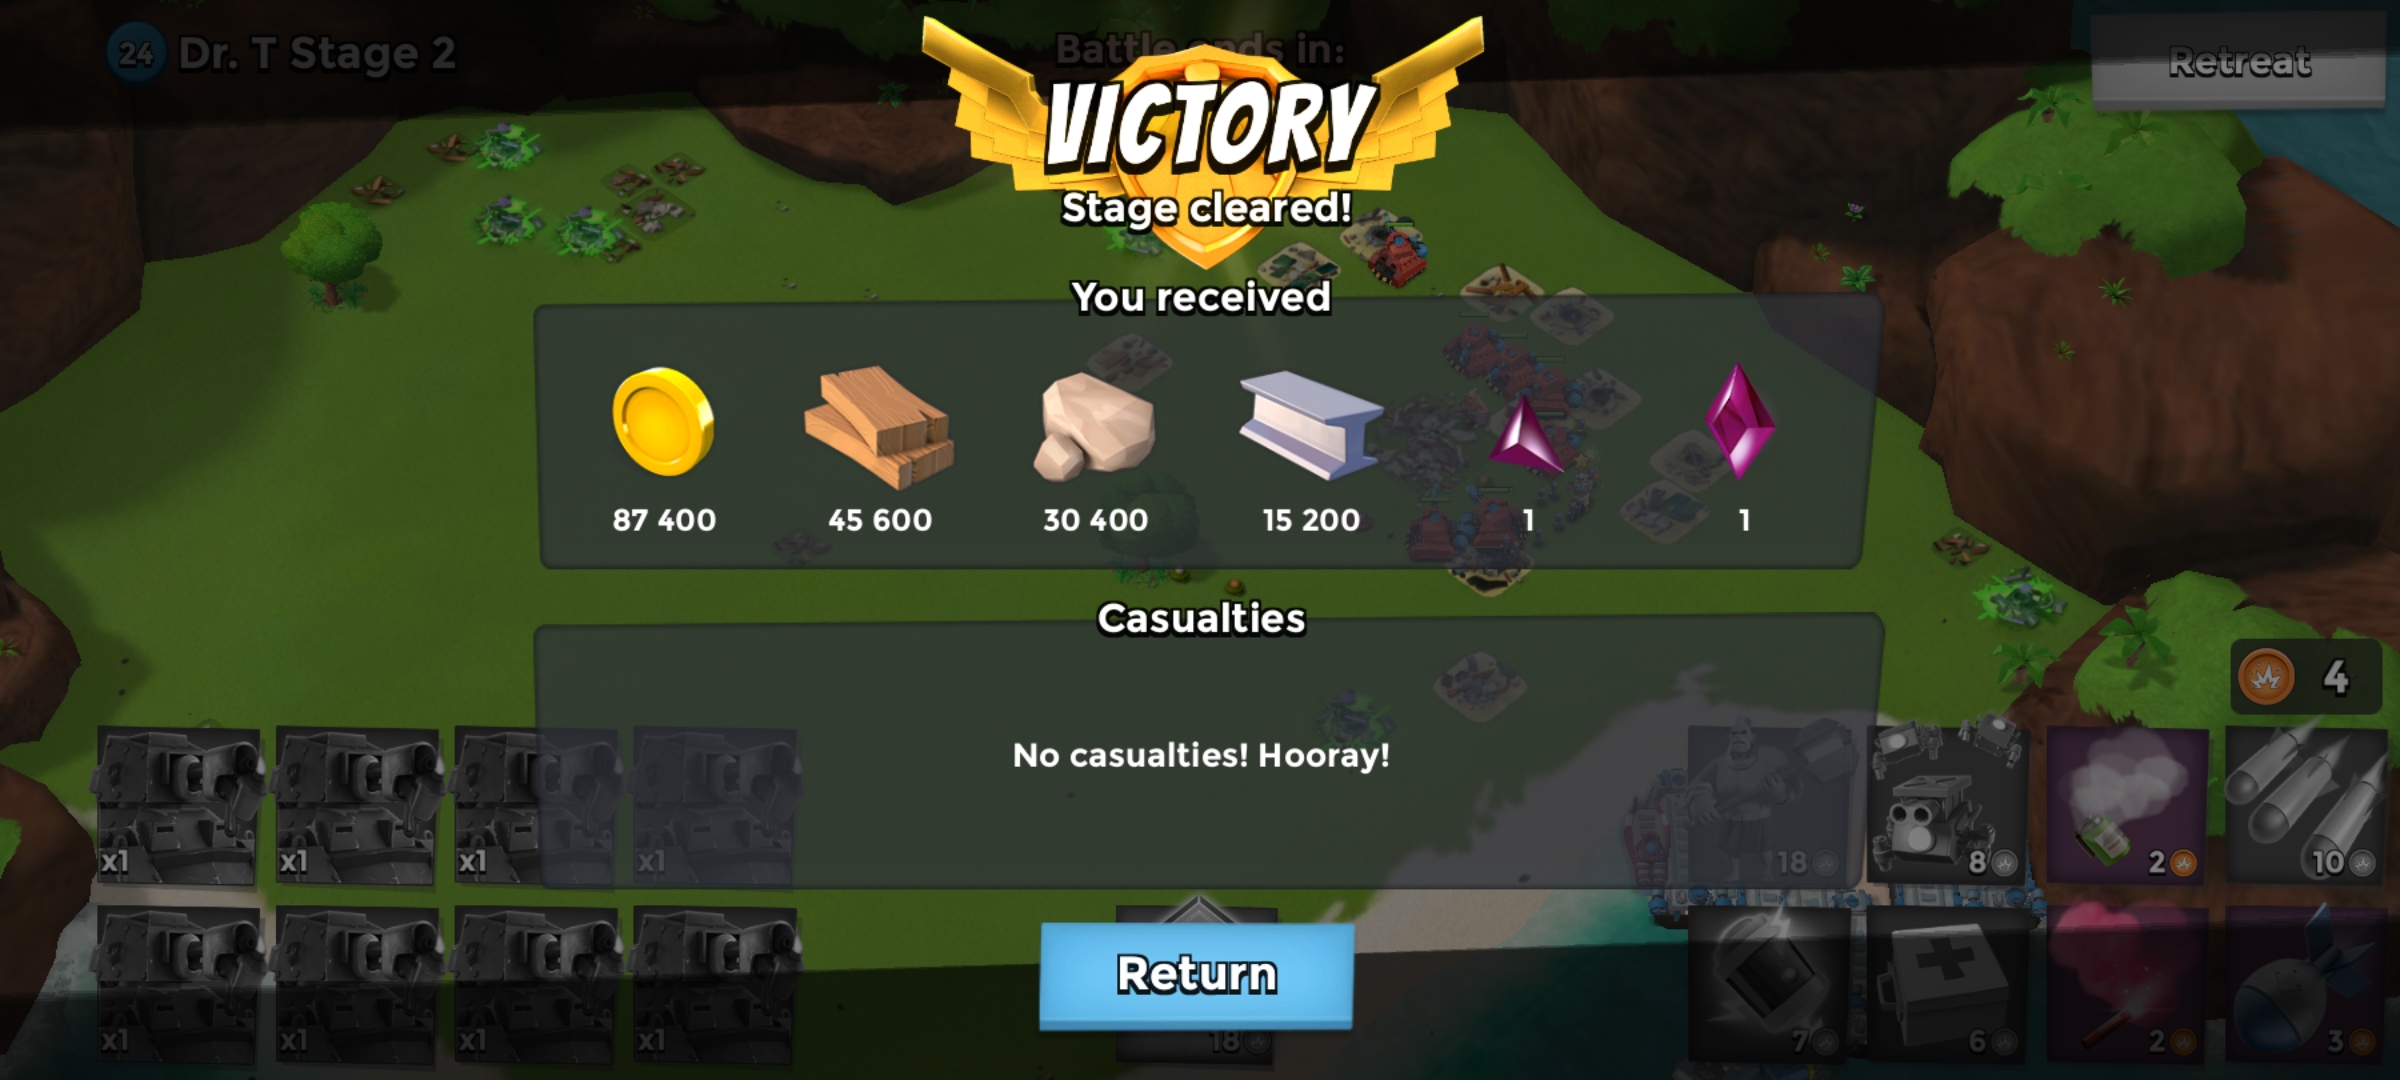 24 Dr. T Stage 2
Battle ends in:
Retreat
VICTORY
Stage cleared!
You received
87 400
45 600
30 400
15 200
1
1
Casualties
No casualties! Hooray!
4
x1
x1
x1
x1
18
8
2
10
Return
x1
x1
x1
x1
18
7
6
2
3